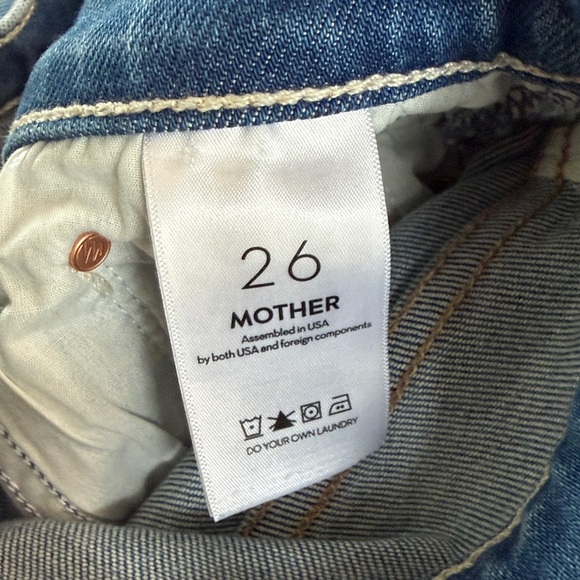 26
MOTHER
Assembled in USA
by both USA and foreign components
DO YOUR OWN LAUNDRY